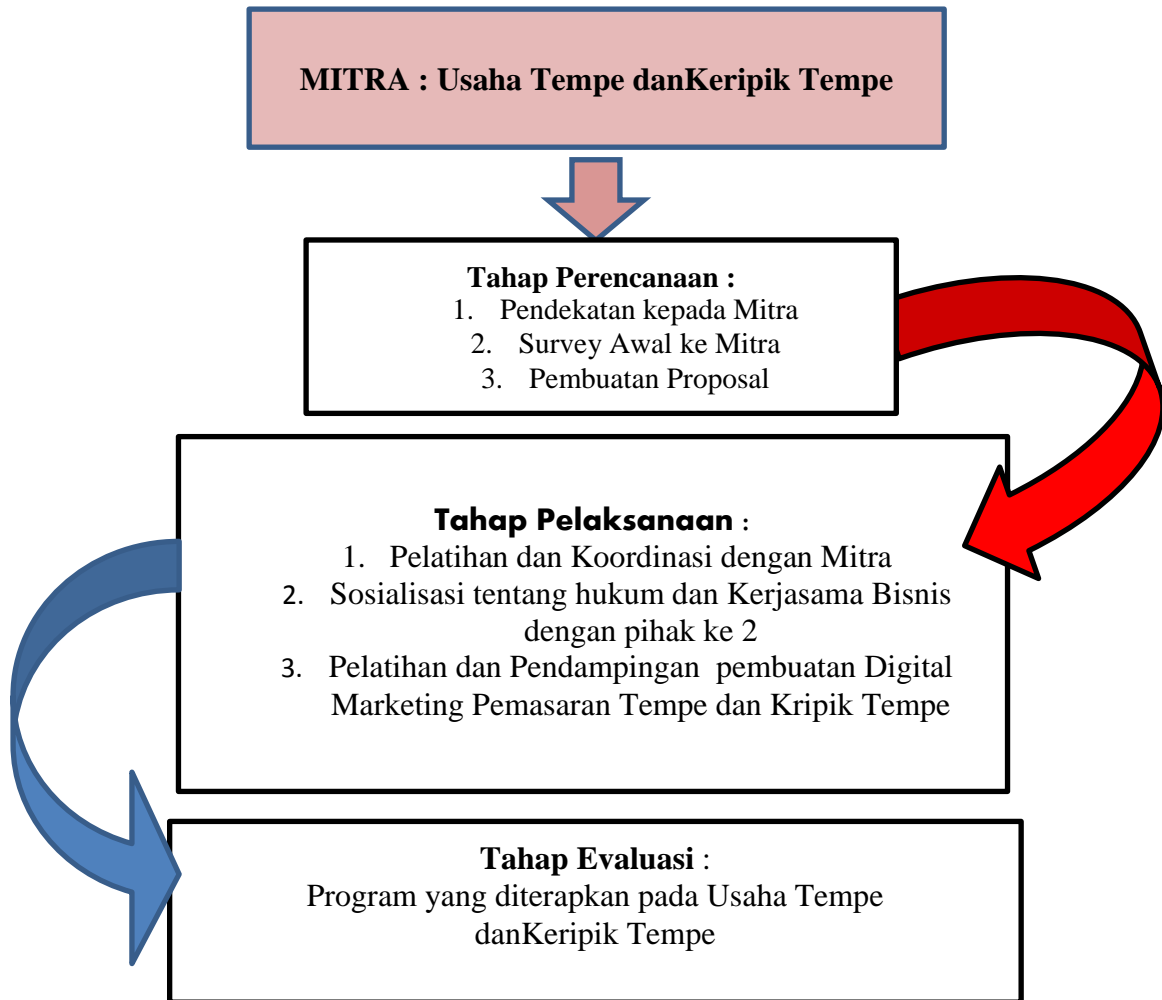 MITRA : Usaha Tempe danKeripik Tempe
Tahap Perencanaan :
1. Pendekatan kepada Mitra
2. Survey Awal ke Mitra
3. Pembuatan Proposal
Tahap Pelaksanaan :
1. Pelatihan dan Koordinasi dengan Mitra
2. Sosialisasi tentang hukum dan Kerjasama Bisnis
dengan pihak ke 2
3. Pelatihan dan Pendampingan pembuatan Digital
Marketing Pemasaran Tempe dan Kripik Tempe
Tahap Evaluasi :
Program yang diterapkan pada Usaha Tempe
danKeripik Tempe